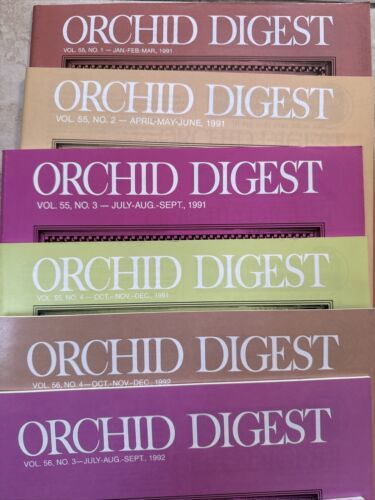 ORCHID DIGEST
VOL. 55, NO. 1 — JAN.-FEB.-MAR., 1991
ORCHID DIGEST
VOL. 55, NO. 2 — APRIL-MAY-JUNE, 1991
ORCHID DIGEST
VOL. 55, NO. 3 — JULY-AUG.-SEPT., 1991
ORCHID DIGEST
VOL. 55, NO. 4 — OCT.-NOV.-DEC., 1991
ORCHID DIGEST
VOL. 56, NO. 4—OCT.-NOV.-DEC., 1992
ORCHID DIGEST
VOL. 56, NO. 3—JULY-AUG.-SEPT., 1992